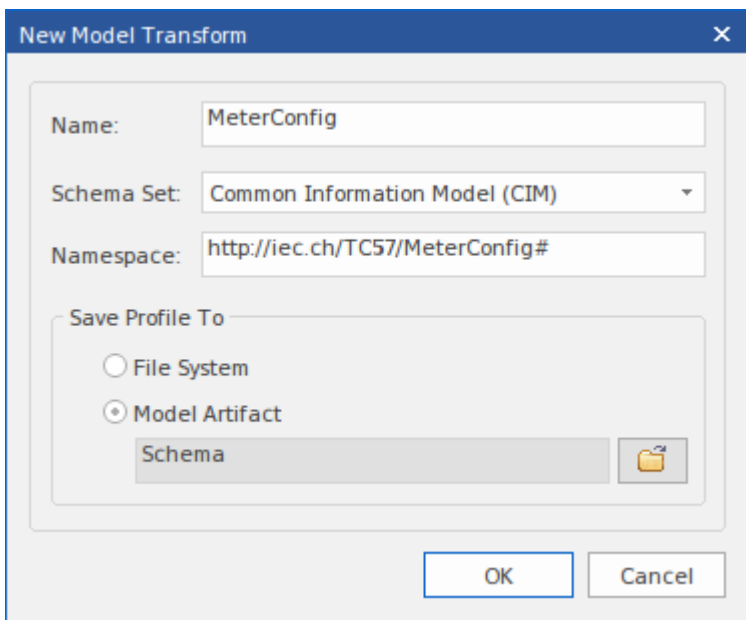 New Model Transform
Name: MeterConfig
Schema Set: Common Information Model (CIM)
Namespace: http://iec.ch/TC57/MeterConfig#
Save Profile To
File System
Model Artifact
Schema
OK Cancel